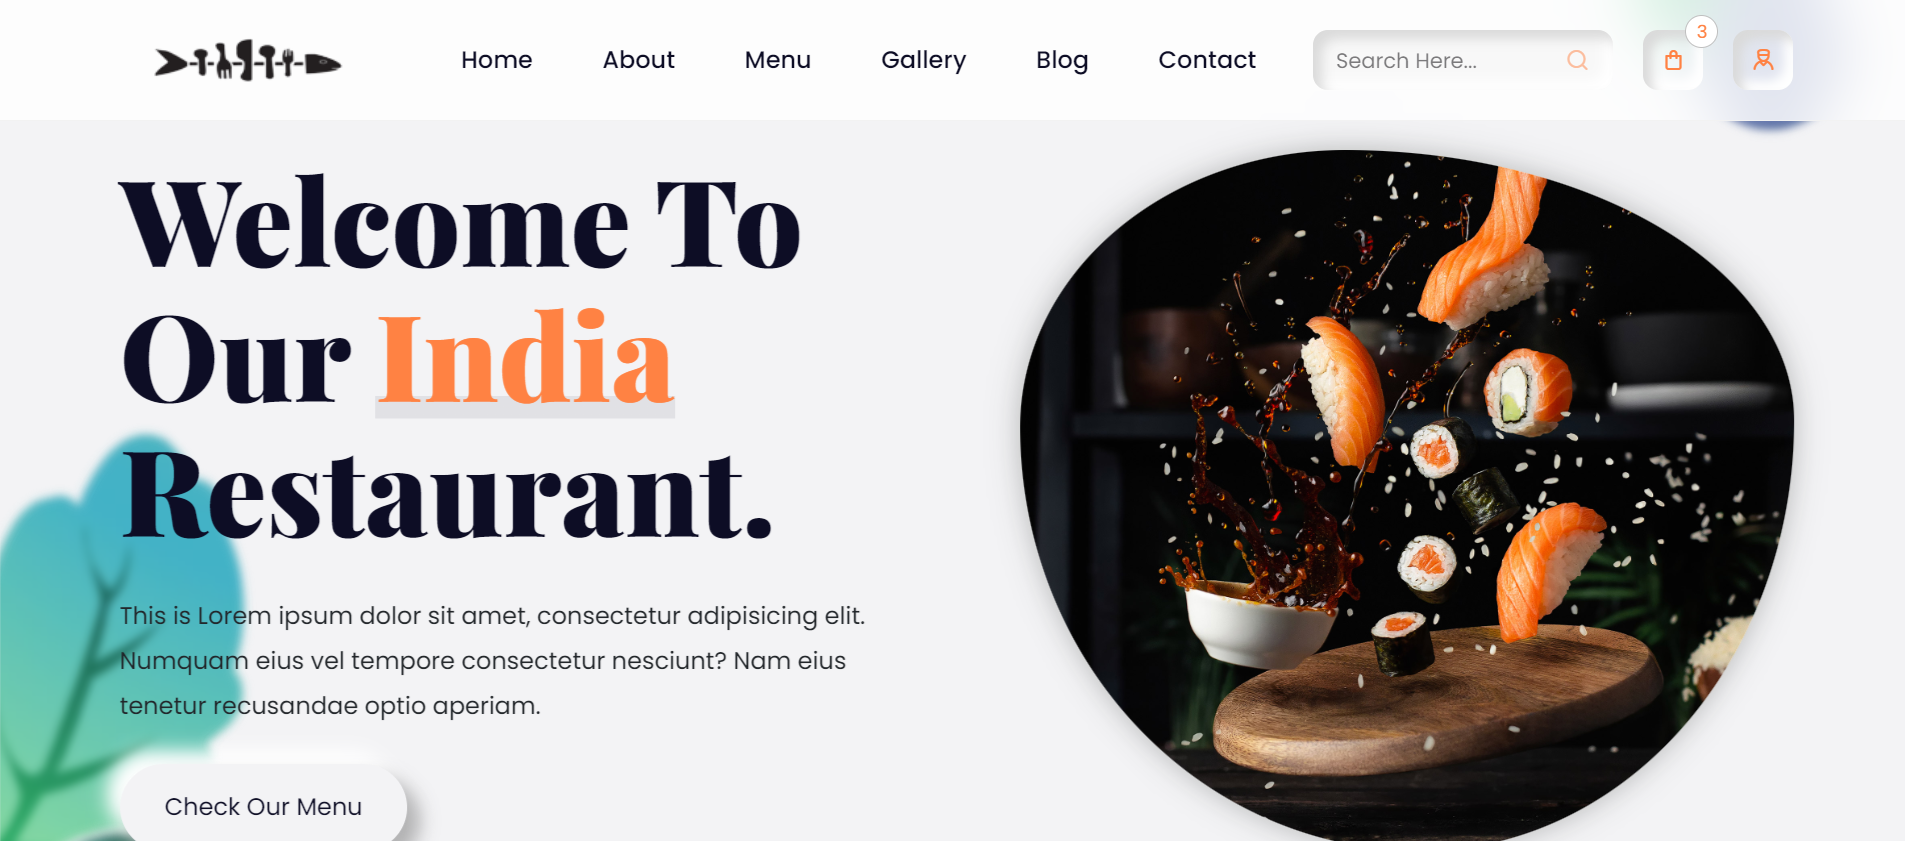 Home About Menu Gallery Blog Contact Search Here... 3
Welcome To
Our India
Restaurant.
This is Lorem ipsum dolor sit amet, consectetur adipisicing elit.
Numquam eius vel tempore consectetur nesciunt? Nam eius
tenetur recusandae optio aperiam.
Check Our Menu